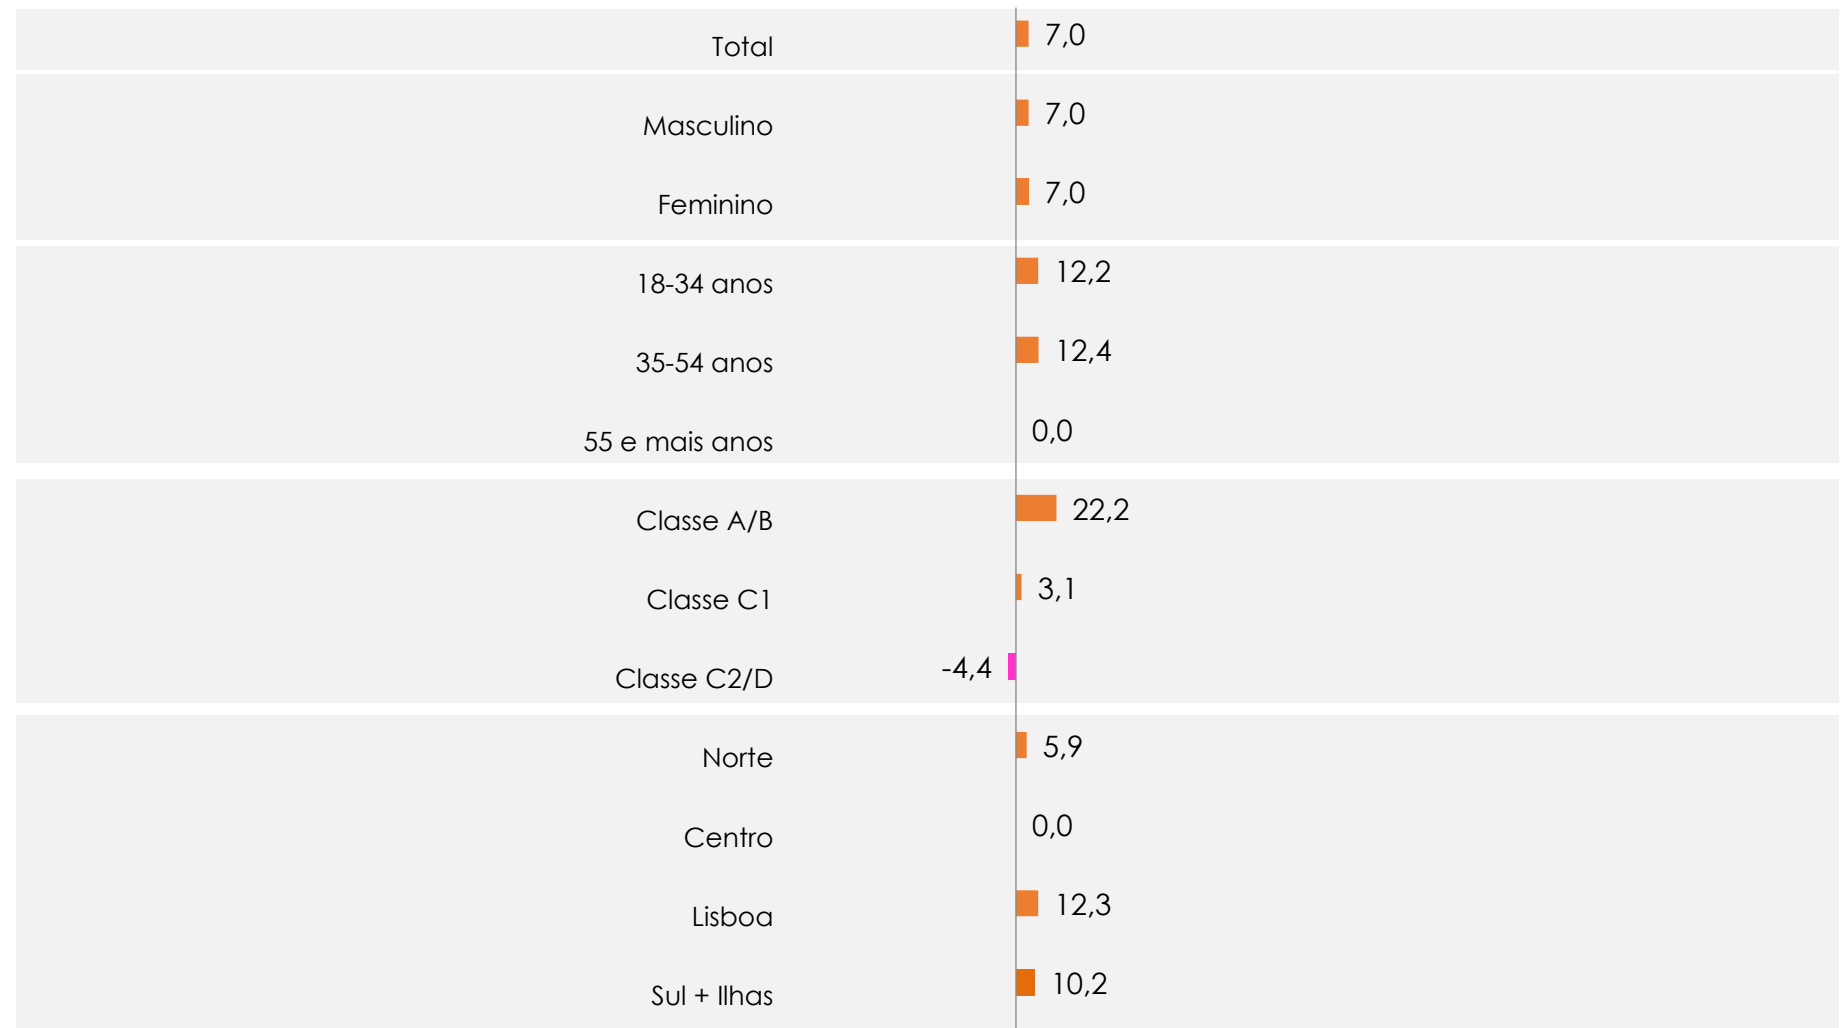 Total 7,0
Masculino 7,0
Feminino 7,0
18-34 anos 12,2
35-54 anos 12,4
55 e mais anos 0,0
Classe A/B 22,2
Classe C1 3,1
Classe C2/D -4,4
Norte 5,9
Centro 0,0
Lisboa 12,3
Sul + Ilhas 10,2